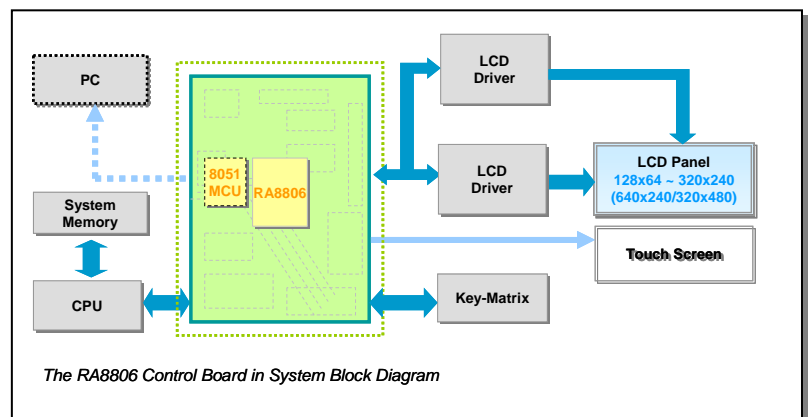 PC
LCD
Driver
8051
MCU
RA8806
LCD
Driver
LCD Panel
128x64 ~ 320x240
(640x240/320x480)
System
Memory
Touch Screen
CPU
Key-Matrix
The RA8806 Control Board in System Block Diagram